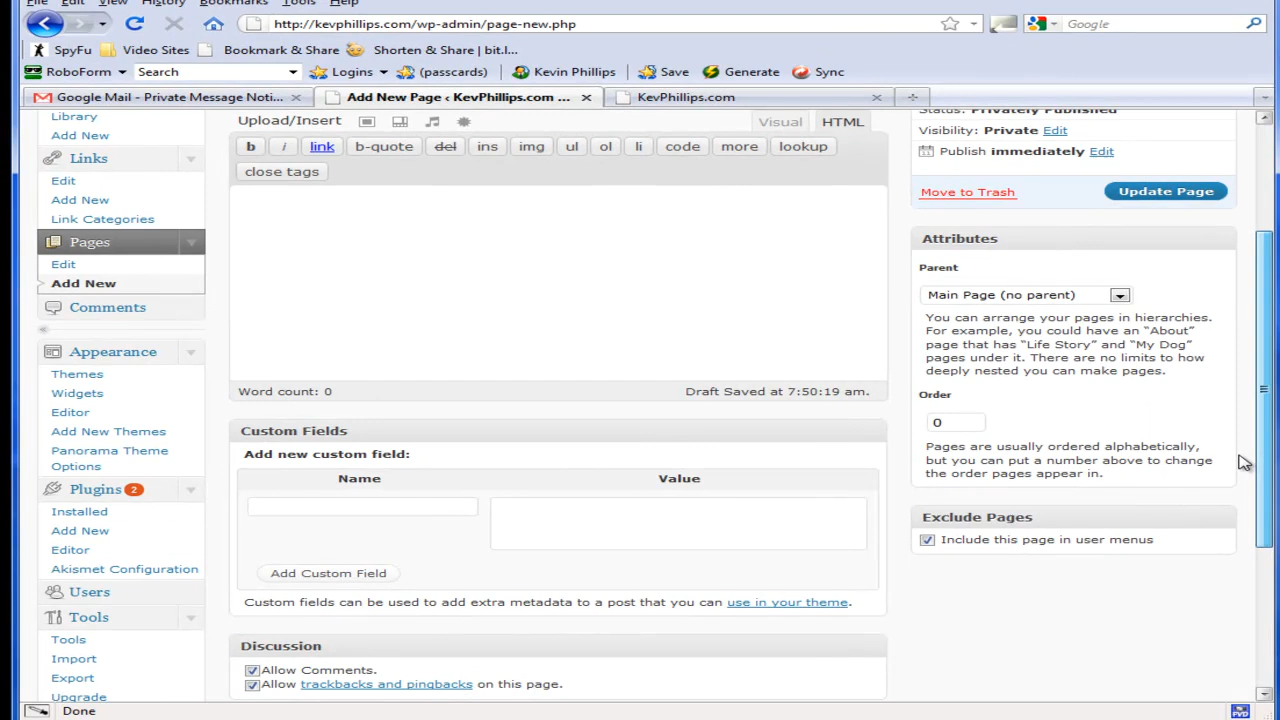 File Edit View History Bookmarks Tools Help
http://kevphillips.com/wp-admin/page-new.php
Google
SpyFu Video Sites Bookmark & Share Shorten & Share | bit.l...
RoboForm Search Logins (passcards) Kevin Phillips Save Generate Sync
Google Mail - Private Message Noti... Add New Page ‹ KevPhillips.com ... KevPhillips.com
Library
Add New
Links
Edit
Add New
Link Categories
Pages
Edit
Add New
Comments
Appearance
Themes
Widgets
Editor
Add New Themes
Panorama Theme
Options
Plugins 2
Installed
Add New
Editor
Akismet Configuration
Users
Tools
Tools
Import
Export
Upgrade
Upload/Insert
Visual HTML
b i link b-quote del ins img ul ol li code more lookup
close tags
Word count: 0 Draft Saved at 7:50:19 am.
Custom Fields
Add new custom field:
Name Value
Add Custom Field
Custom fields can be used to add extra metadata to a post that you can use in your theme.
Discussion
Allow Comments.
Allow trackbacks and pingbacks on this page.
Status: Privately Published
Visibility: Private Edit
Publish immediately Edit
Move to Trash Update Page
Attributes
Parent
Main Page (no parent)
You can arrange your pages in hierarchies.
For example, you could have an “About”
page that has “Life Story” and “My Dog”
pages under it. There are no limits to how
deeply nested you can make pages.
Order
0
Pages are usually ordered alphabetically,
but you can put a number above to change
the order pages appear in.
Exclude Pages
Include this page in user menus
Done
FVD